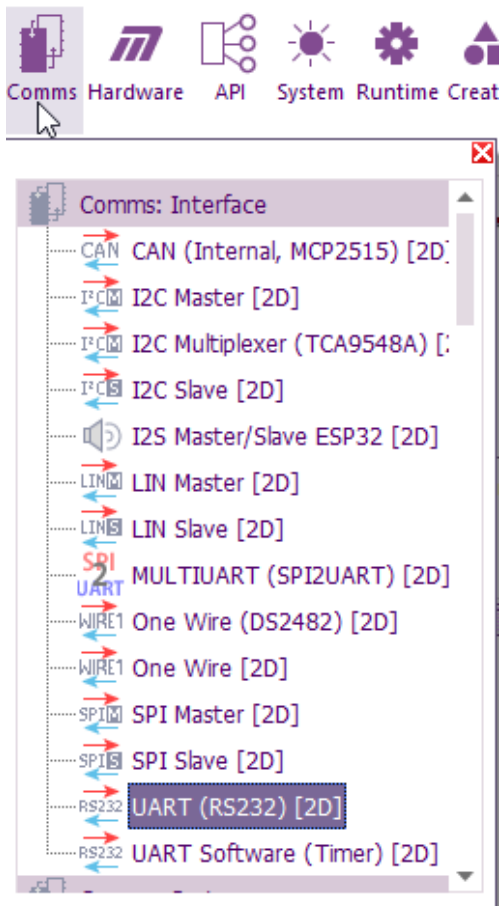 Comms Hardware API System Runtime Creat
Comms: Interface
CAN CAN (Internal, MCP2515) [2D]
I²C M I2C Master [2D]
I²C M I2C Multiplexer (TCA9548A) [2
I²C S I2C Slave [2D]
I2S Master/Slave ESP32 [2D]
LIN M LIN Master [2D]
LIN S LIN Slave [2D]
SPI 2 UART MULTIUART (SPI2UART) [2D]
WIRE1 One Wire (DS2482) [2D]
WIRE1 One Wire [2D]
SPI M SPI Master [2D]
SPI S SPI Slave [2D]
RS232 UART (RS232) [2D]
RS232 UART Software (Timer) [2D]